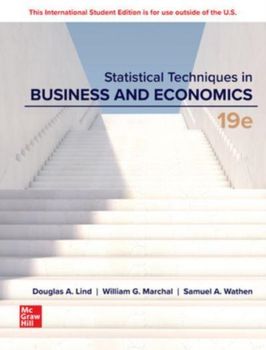 This International Student Edition is for use outside of the U.S.
Statistical Techniques in
BUSINESS AND ECONOMICS
19e
Douglas A. Lind | William G. Marchal | Samuel A. Wathen
Mc
Graw
Hill